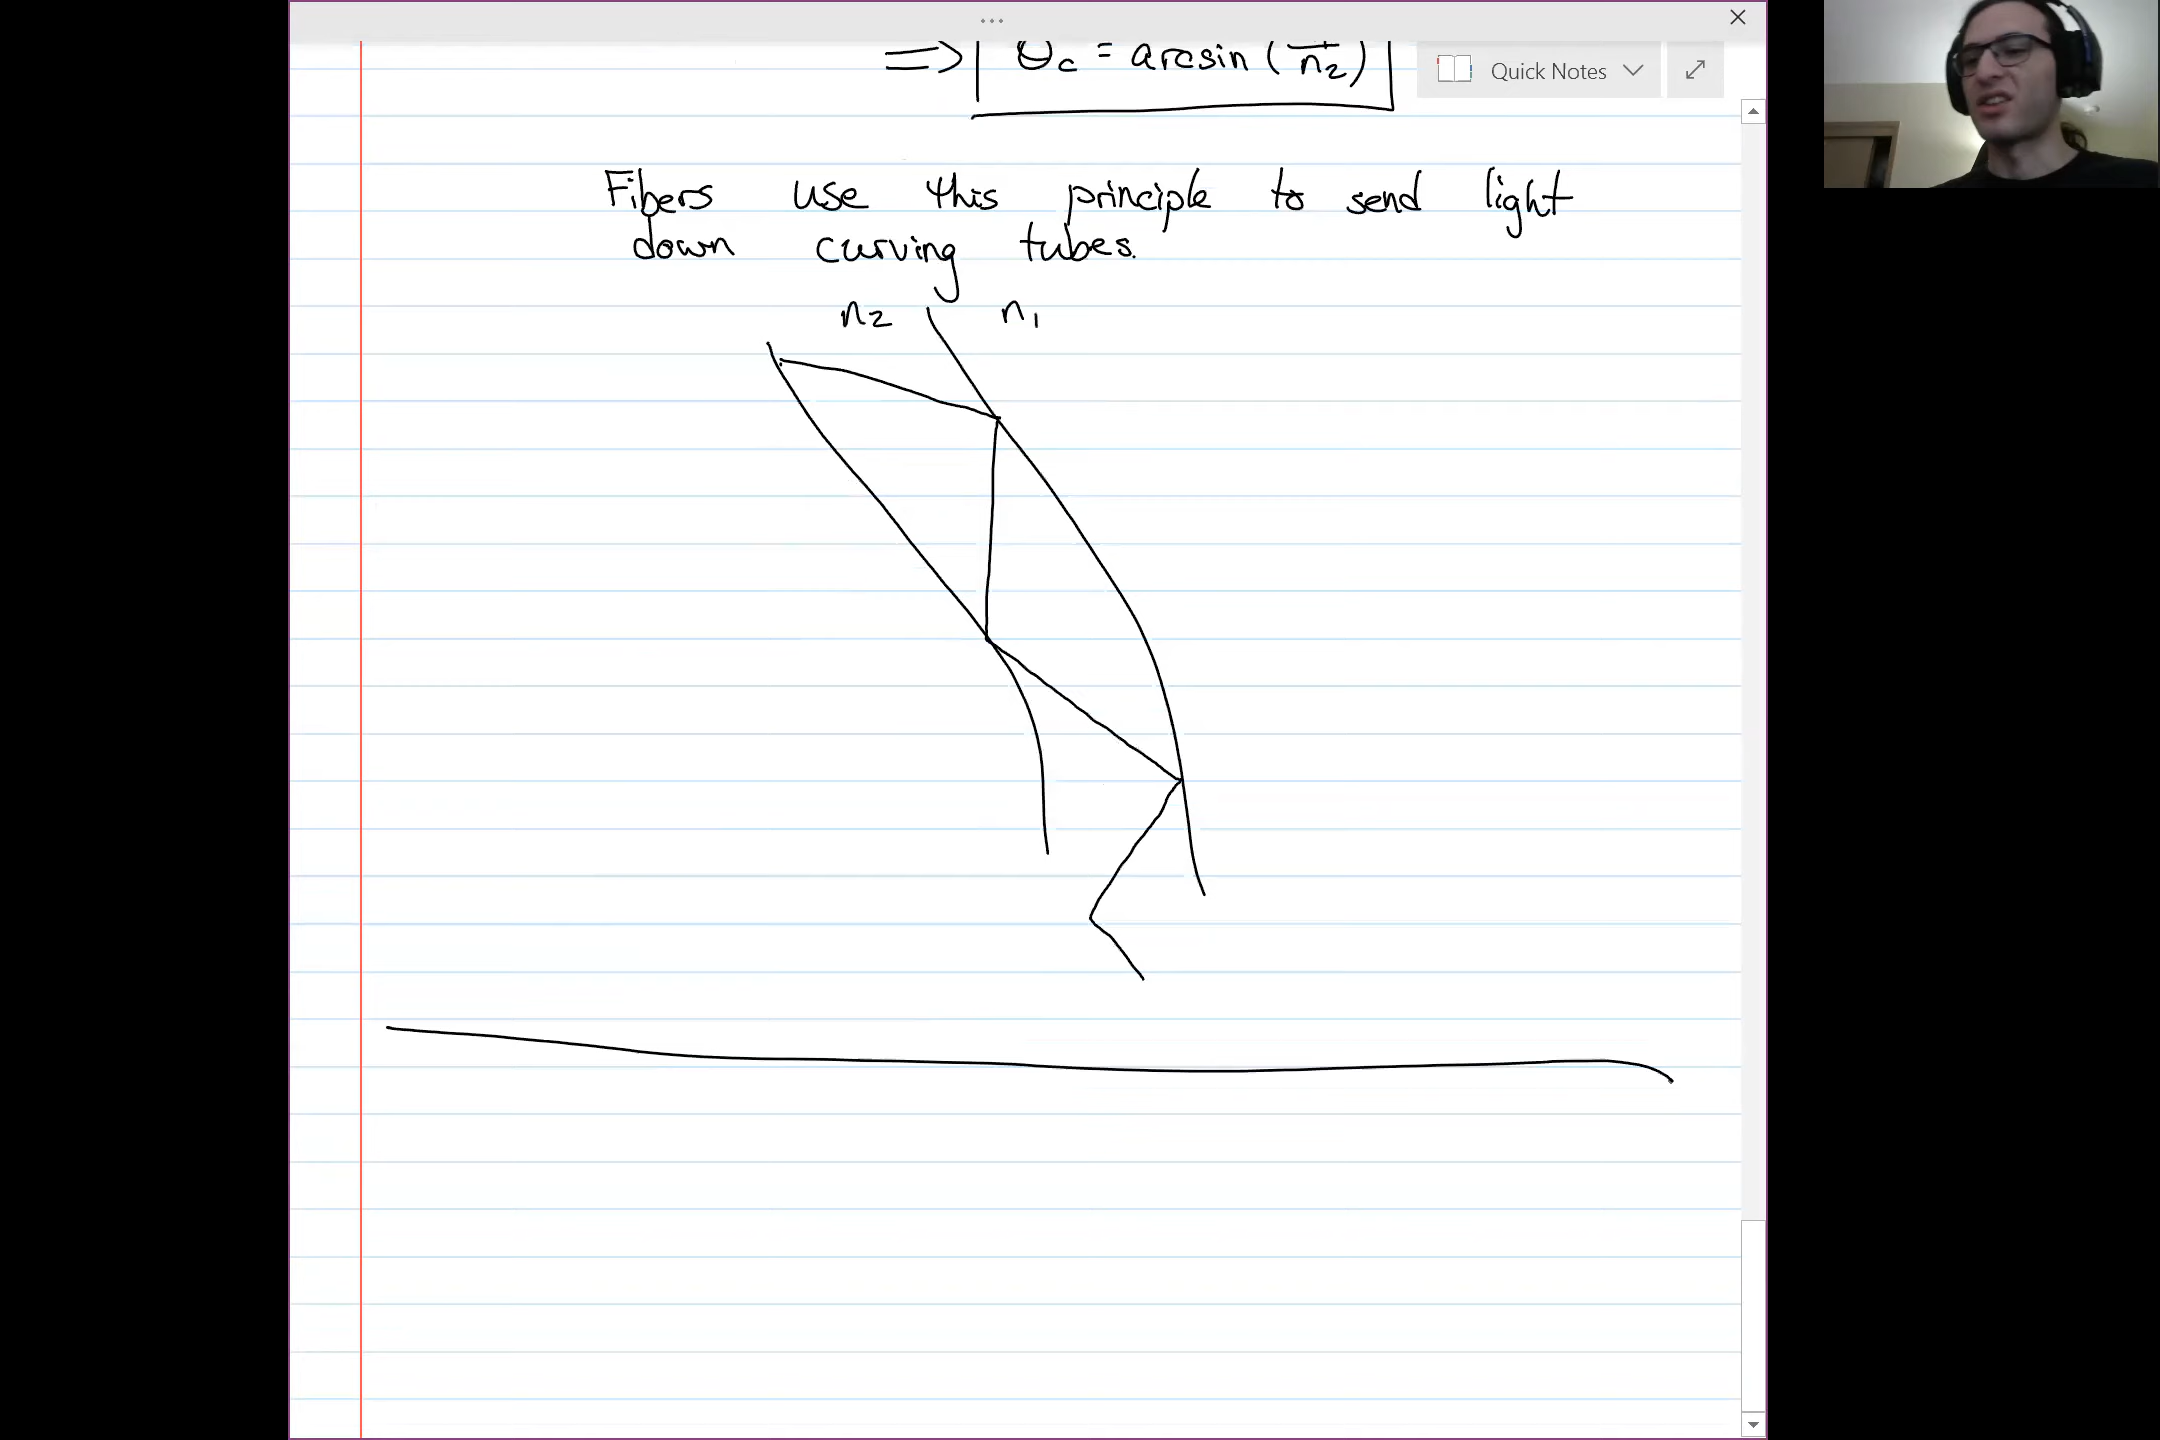 => θc = arcsin ( /n2)
Quick Notes
Fibers use this principle to send light
down curving tubes.
n2 n1